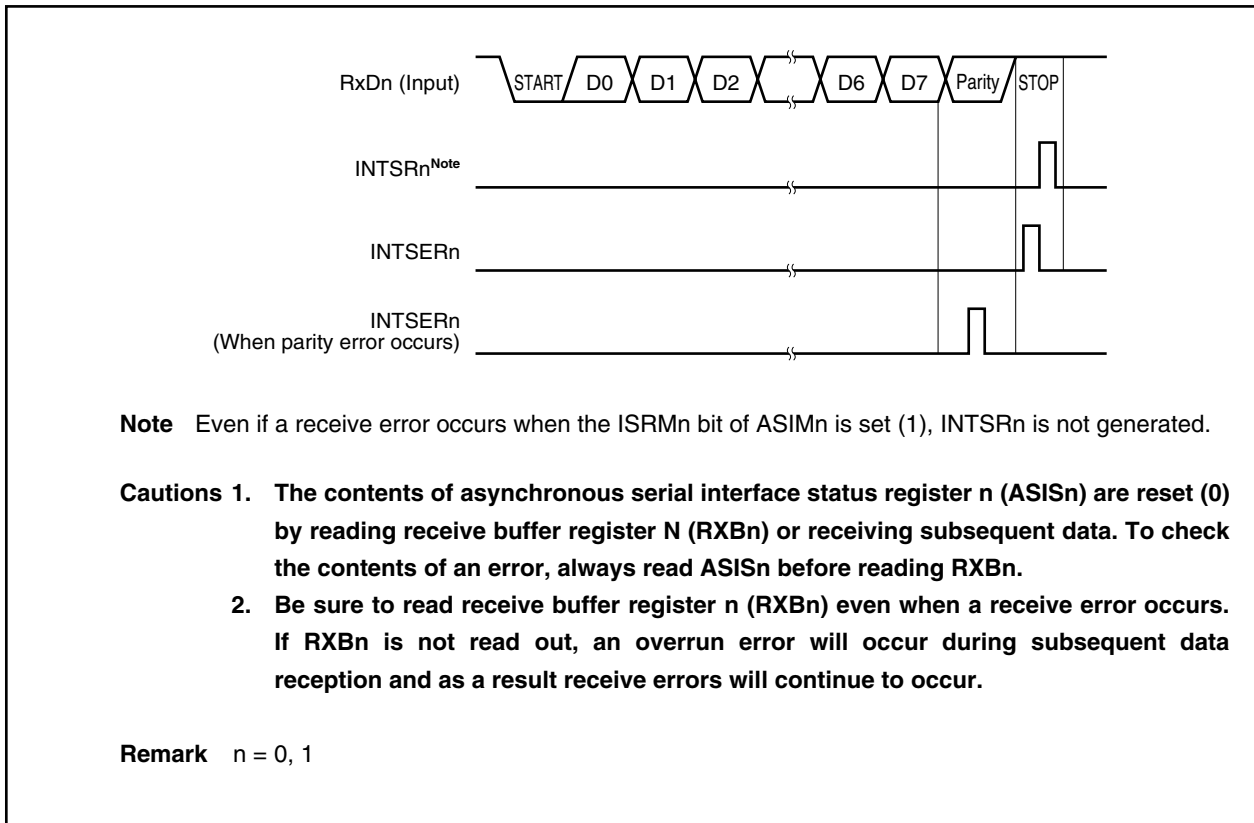 RxDn (Input) START D0 D1 D2 D6 D7 Parity STOP
INTSRnNote
INTSERn
INTSERn
(When parity error occurs)
Note Even if a receive error occurs when the ISRMn bit of ASIMn is set (1), INTSRn is not generated.
Cautions 1. The contents of asynchronous serial interface status register n (ASISn) are reset (0)
by reading receive buffer register N (RXBn) or receiving subsequent data. To check
the contents of an error, always read ASISn before reading RXBn.
2. Be sure to read receive buffer register n (RXBn) even when a receive error occurs.
If RXBn is not read out, an overrun error will occur during subsequent data
reception and as a result receive errors will continue to occur.
Remark n = 0, 1